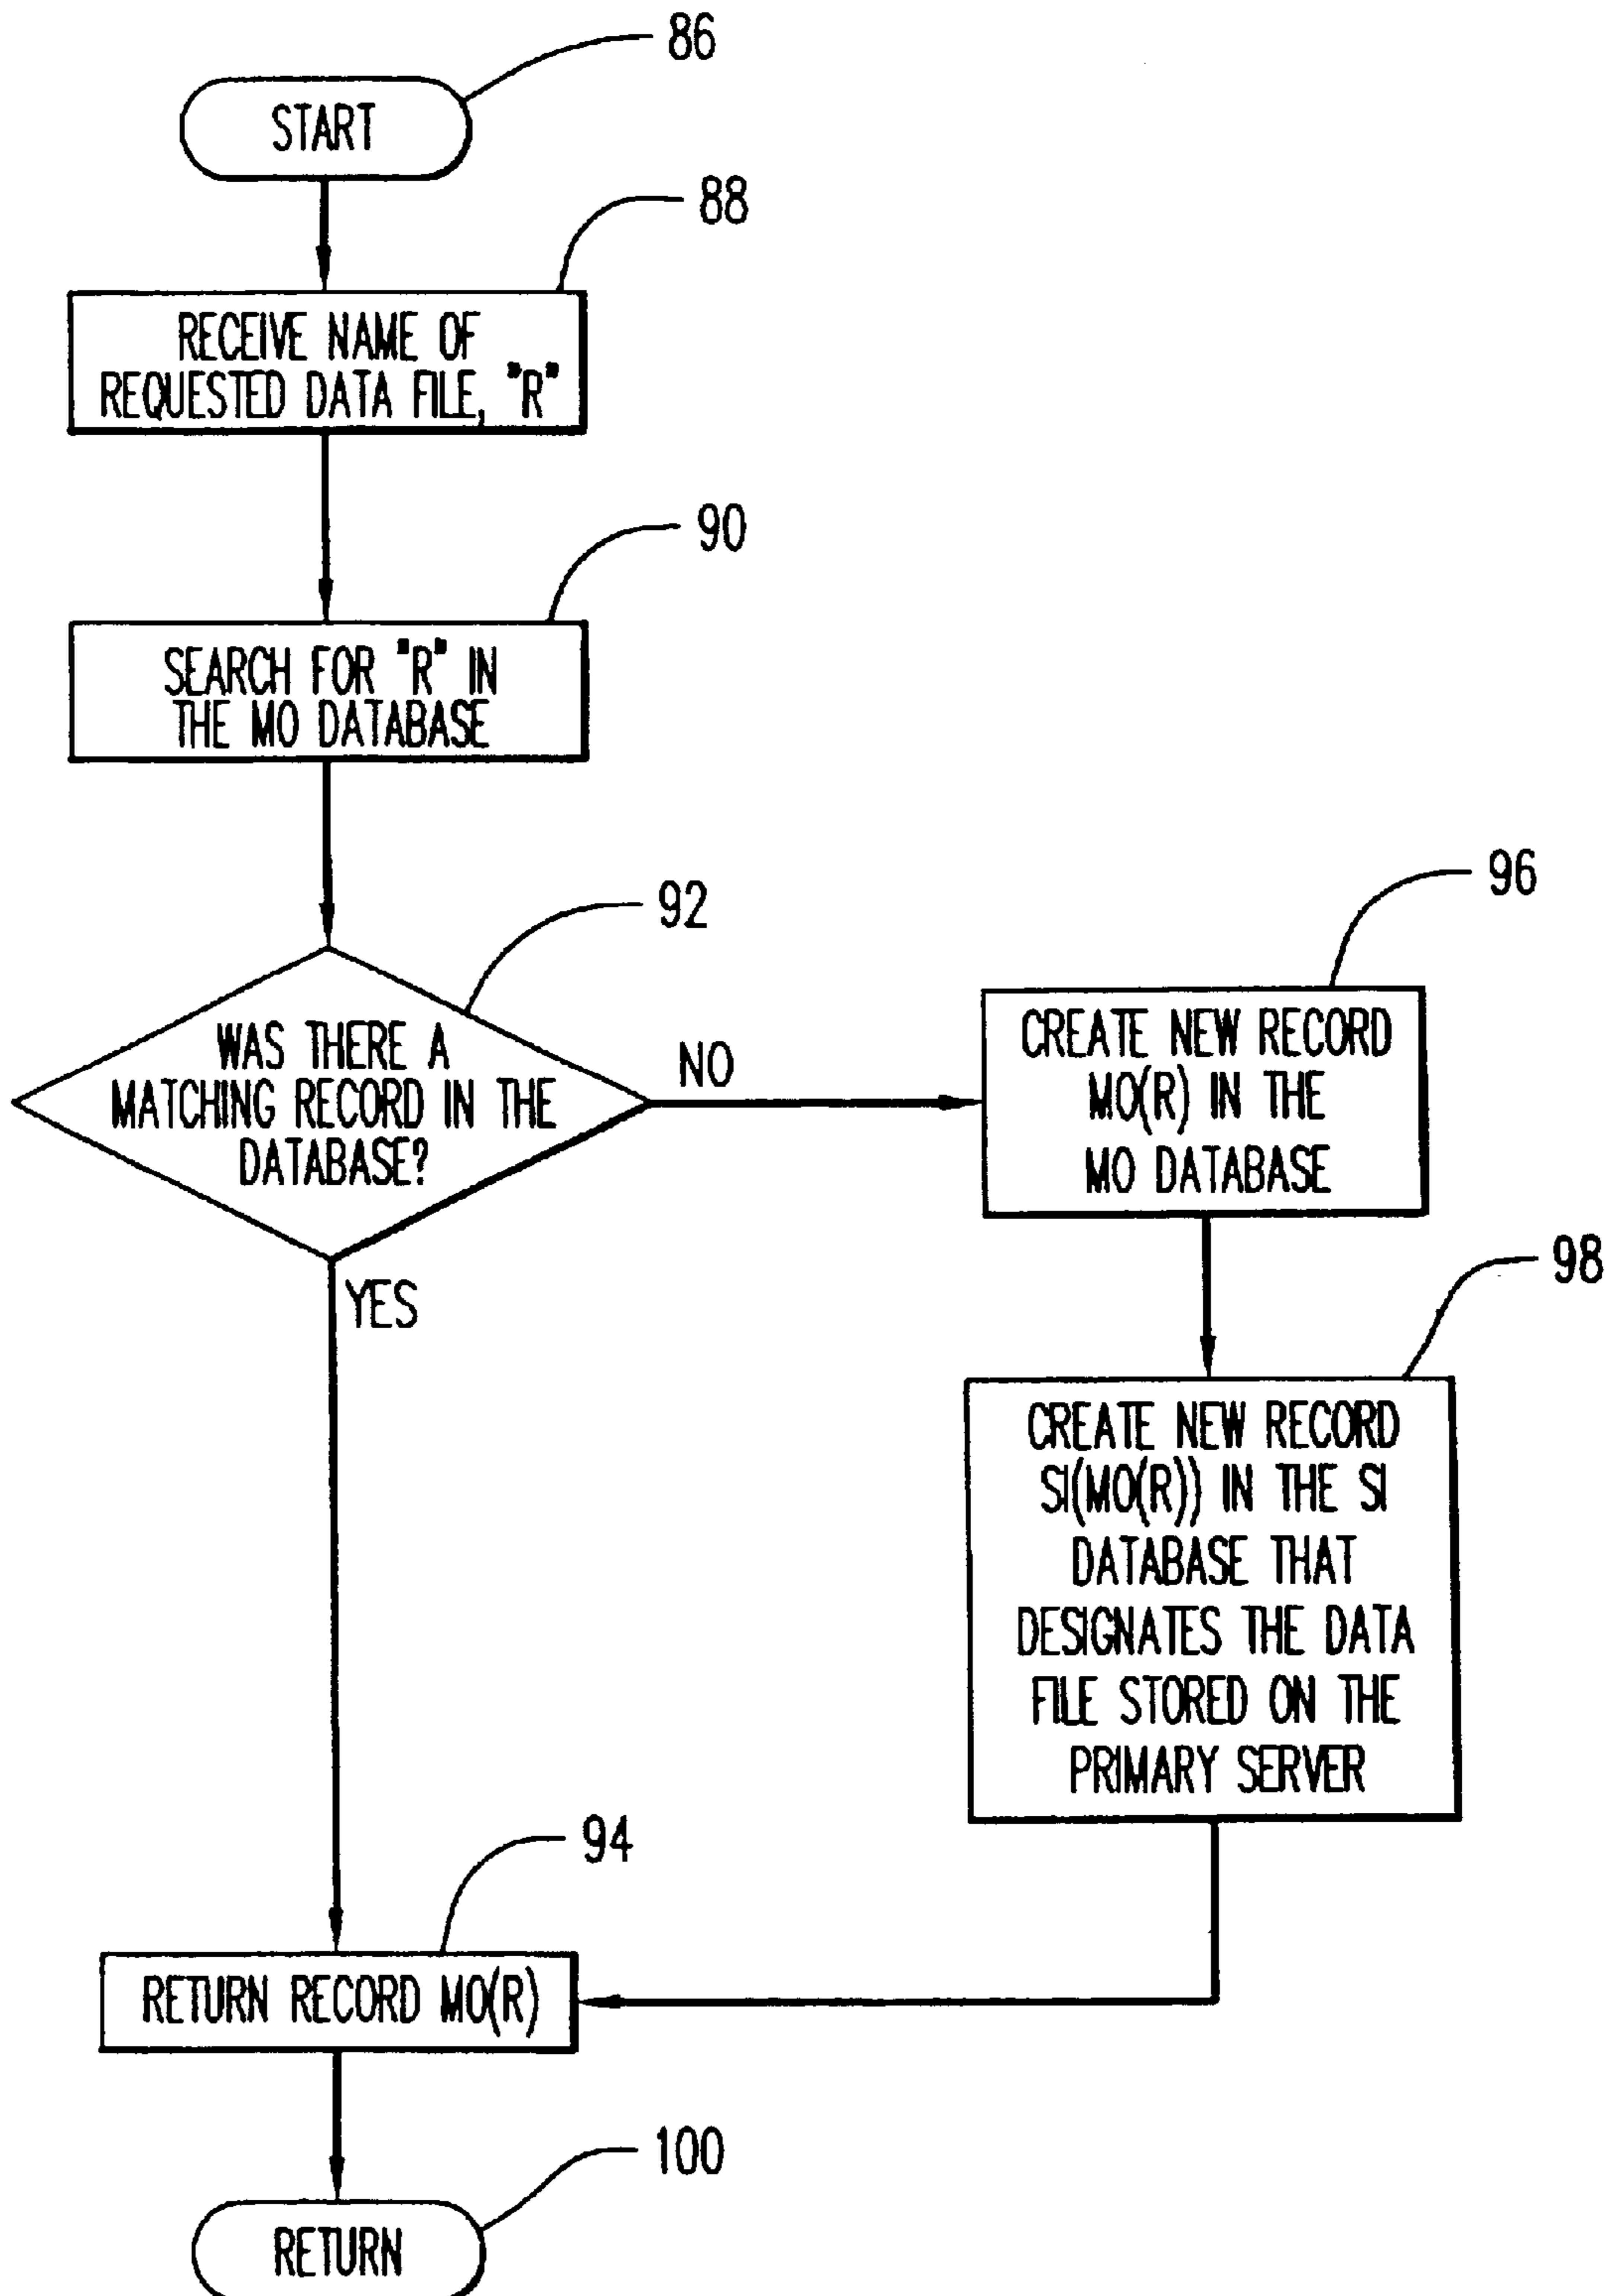 86
START
88
RECEIVE NAME OF
REQUESTED DATA FILE, "R"
90
SEARCH FOR "R" IN
THE MO DATABASE
92
WAS THERE A
MATCHING RECORD IN THE
DATABASE?
NO
96
CREATE NEW RECORD
MO(R) IN THE
MO DATABASE
YES
98
CREATE NEW RECORD
SI(MO(R)) IN THE SI
DATABASE THAT
DESIGNATES THE DATA
FILE STORED ON THE
PRIMARY SERVER
94
RETURN RECORD MO(R)
100
RETURN